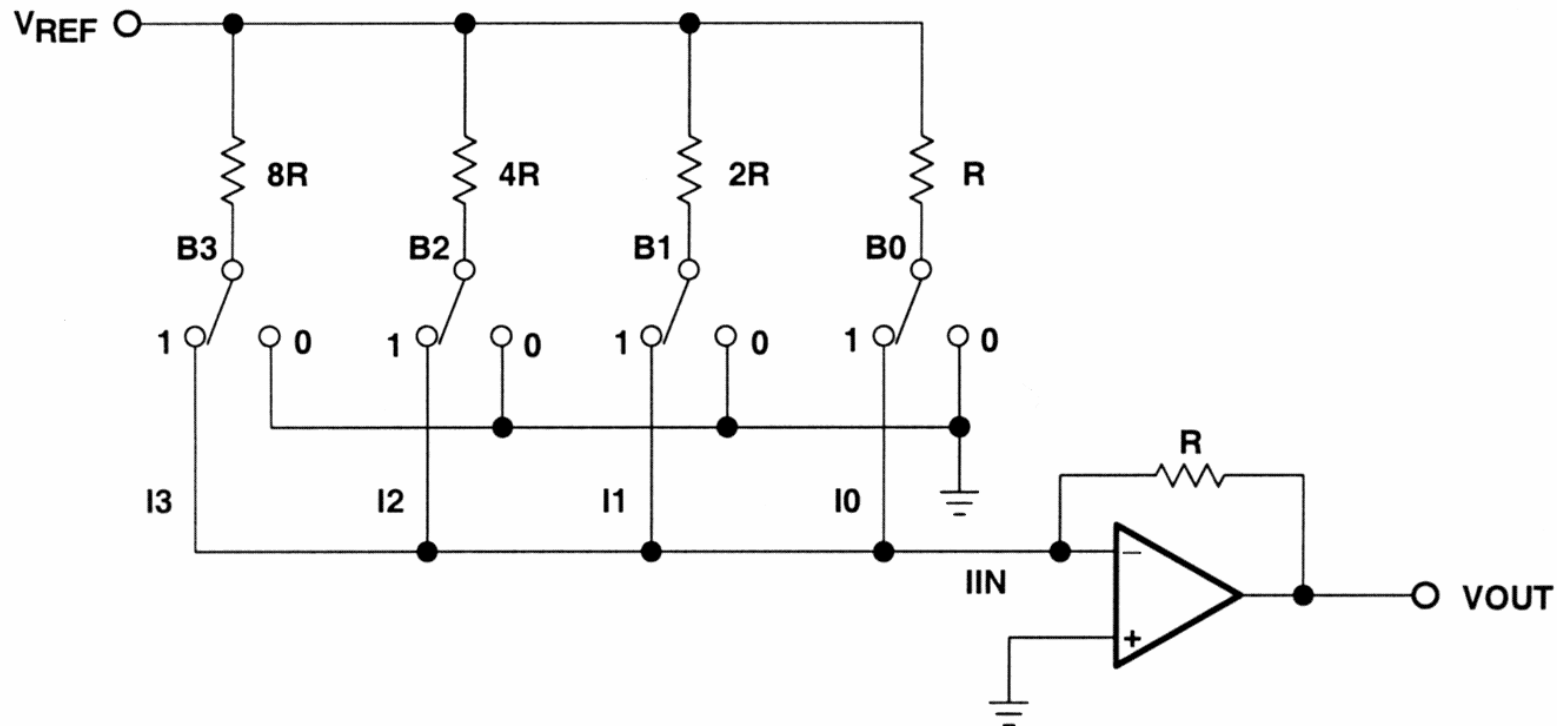 VREF
8R 4R 2R R
B3 B2 B1 B0
1 0 1 0 1 0 1 0
R
I3 I2 I1 I0
IIN
−
+
VOUT